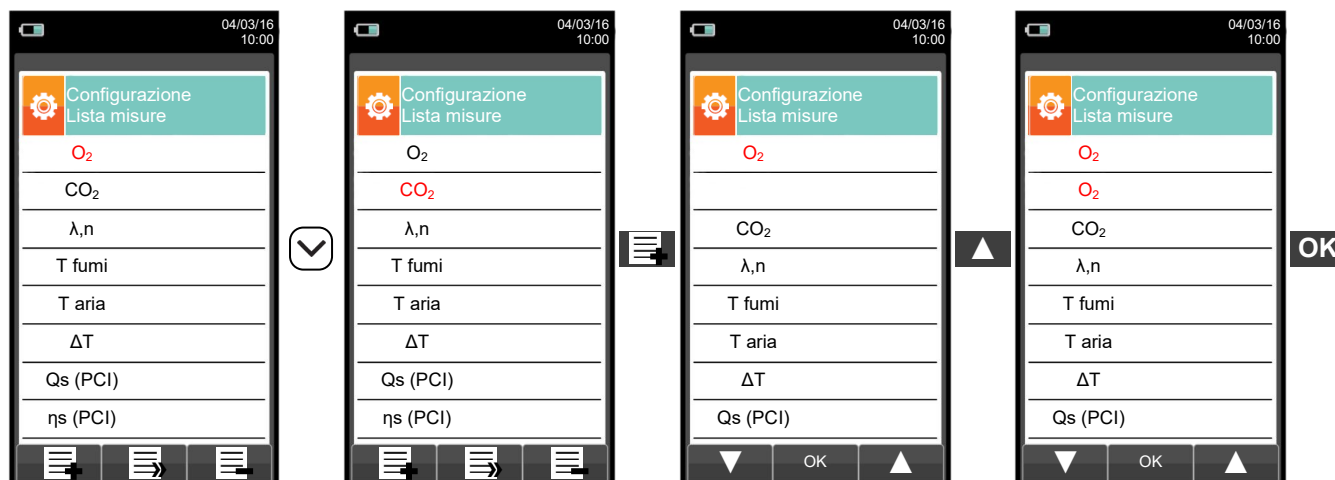 04/03/16
10:00
Configurazione
Lista misure
O₂
CO₂
λ,n
T fumi
T aria
ΔT
Qs (PCI)
ηs (PCI)
04/03/16
10:00
Configurazione
Lista misure
O₂
CO₂
λ,n
T fumi
T aria
ΔT
Qs (PCI)
ηs (PCI)
04/03/16
10:00
Configurazione
Lista misure
O₂
CO₂
λ,n
T fumi
T aria
ΔT
Qs (PCI)
OK
04/03/16
10:00
Configurazione
Lista misure
O₂
O₂
CO₂
λ,n
T fumi
T aria
ΔT
Qs (PCI)
OK
OK